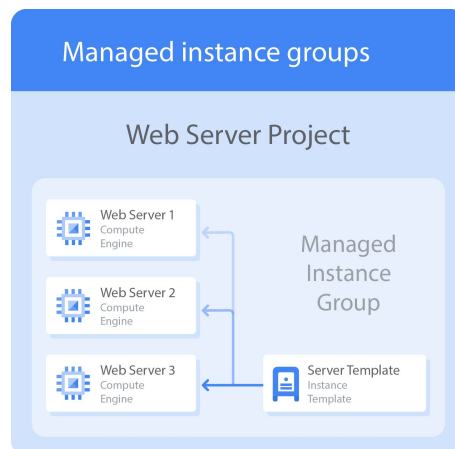 Managed instance groups
Web Server Project
Web Server 1
Compute
Engine
Managed
Instance
Group
Web Server 2
Compute
Engine
Web Server 3
Compute
Engine
Server Template
Instance
Template